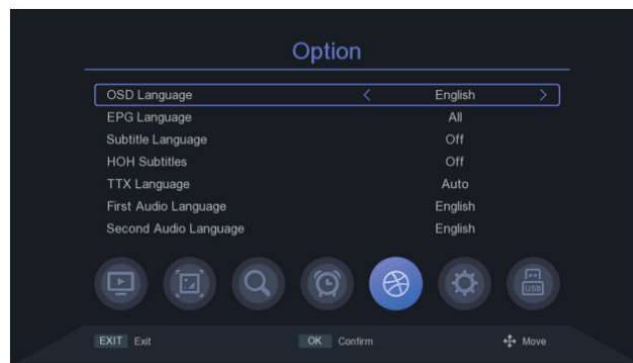 Option
OSD Language < English >
EPG Language All
Subtitle Language Off
HOH Subtitles Off
TTX Language Auto
First Audio Language English
Second Audio Language English
USB
EXIT Exit OK Confirm Move